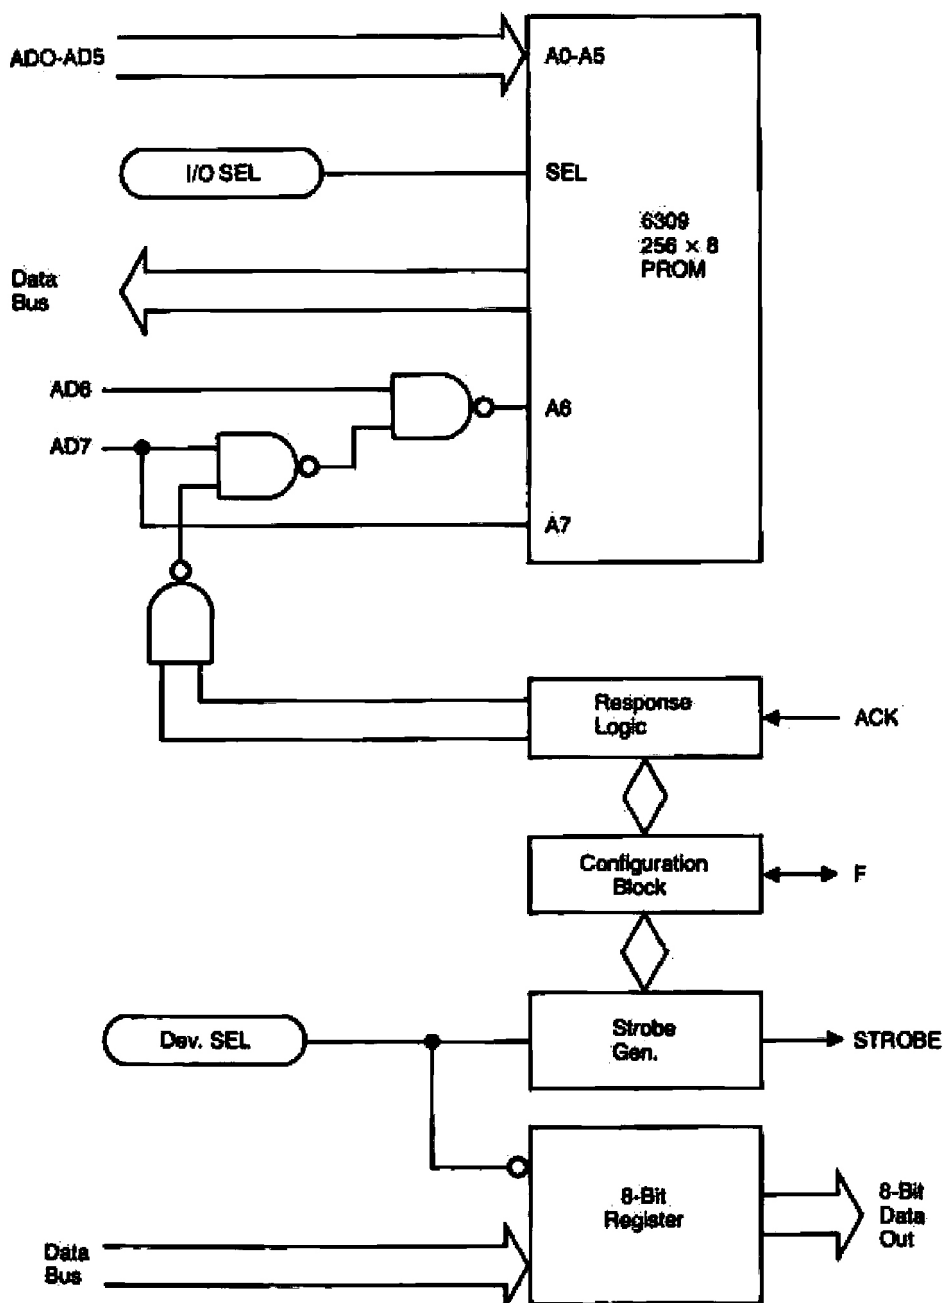 ADO-AD5
A0-A5
I/O SEL
SEL
6309
256 × 8
PROM
Data
Bus
AD6
A6
AD7
A7
Response
Logic
ACK
Configuration
Block
F
Dev. SEL
Strobe
Gen.
STROBE
8-Bit
Register
8-Bit
Data
Out
Data
Bus